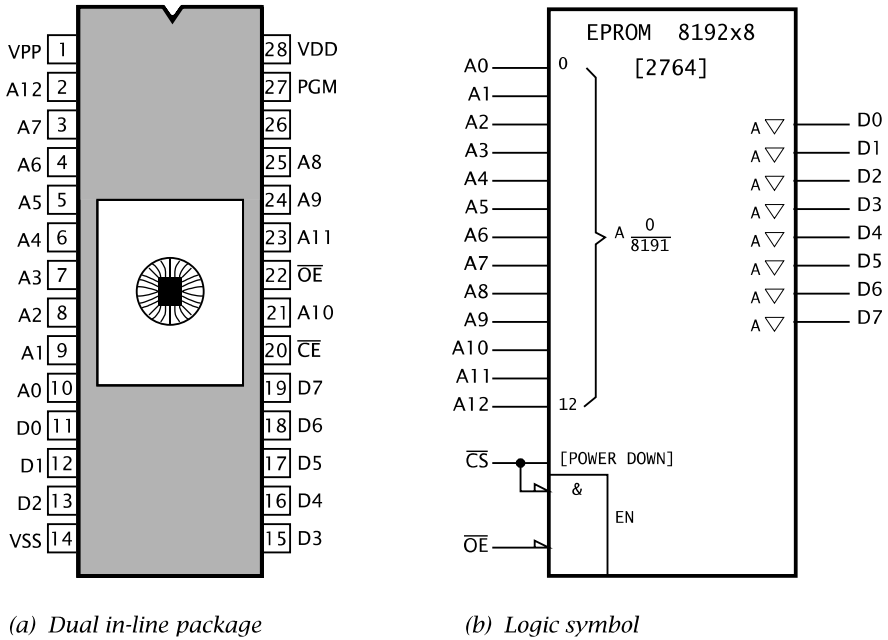 VPP 1 28 VDD
A12 2 27 PGM
A7 3 26
A6 4 25 A8
A5 5 24 A9
A4 6 23 A11
A3 7 22 O̅E̅
A2 8 21 A10
A1 9 20 C̅E̅
A0 10 19 D7
D0 11 18 D6
D1 12 17 D5
D2 13 16 D4
VSS 14 15 D3
(a) Dual in-line package
EPROM 8192x8
[2764]
A0 0
A1
A2
A3
A4
A5
A6
A7
A8
A9
A10
A11
A12 12
A 0
8191
A D0
A D1
A D2
A D3
A D4
A D5
A D6
A D7
C̅S̅ [POWER DOWN]
&
EN
O̅E̅
(b) Logic symbol